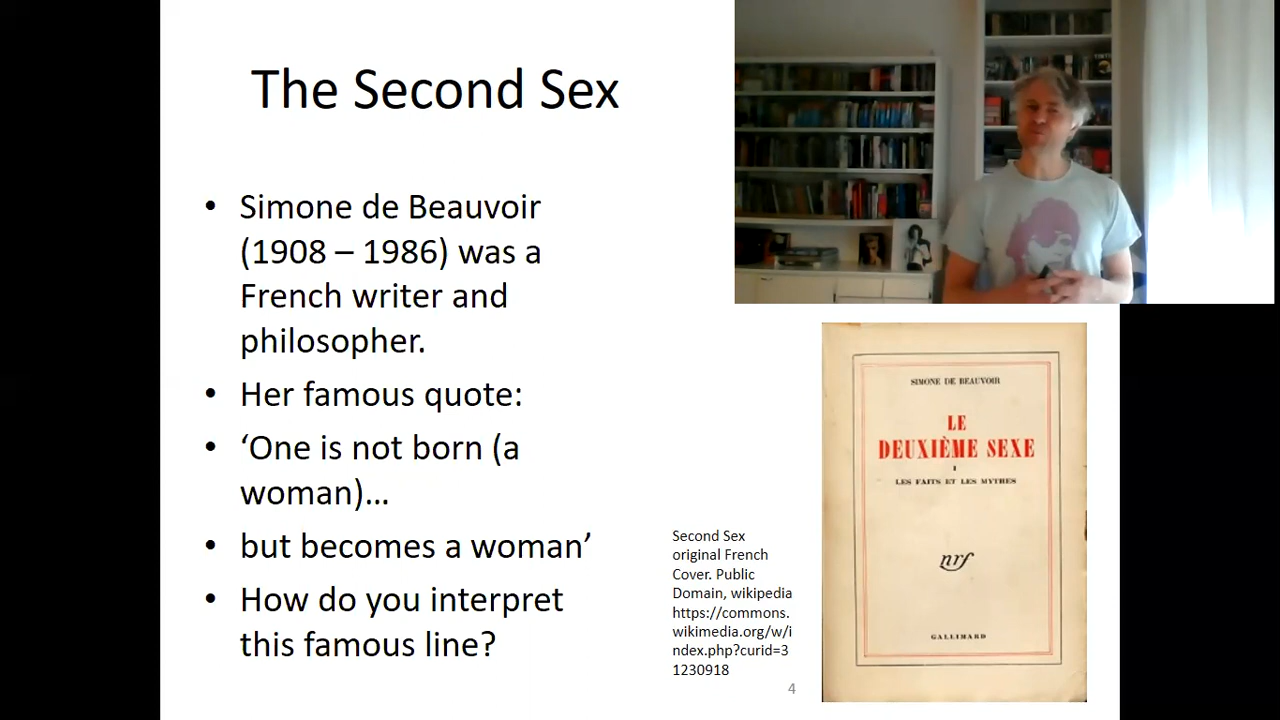 The Second Sex
• Simone de Beauvoir
(1908 – 1986) was a
French writer and
philosopher.
• Her famous quote:
• ‘One is not born (a
woman)…
• but becomes a woman’
• How do you interpret
this famous line?
Second Sex
original French
Cover. Public
Domain, wikipedia
https://commons.
wikimedia.org/w/i
ndex.php?curid=3
1230918
4
SIMONE DE BEAUVOIR
LE
DEUXIÈME SEXE
I
LES FAITS ET LES MYTHES
nrf
GALLIMARD